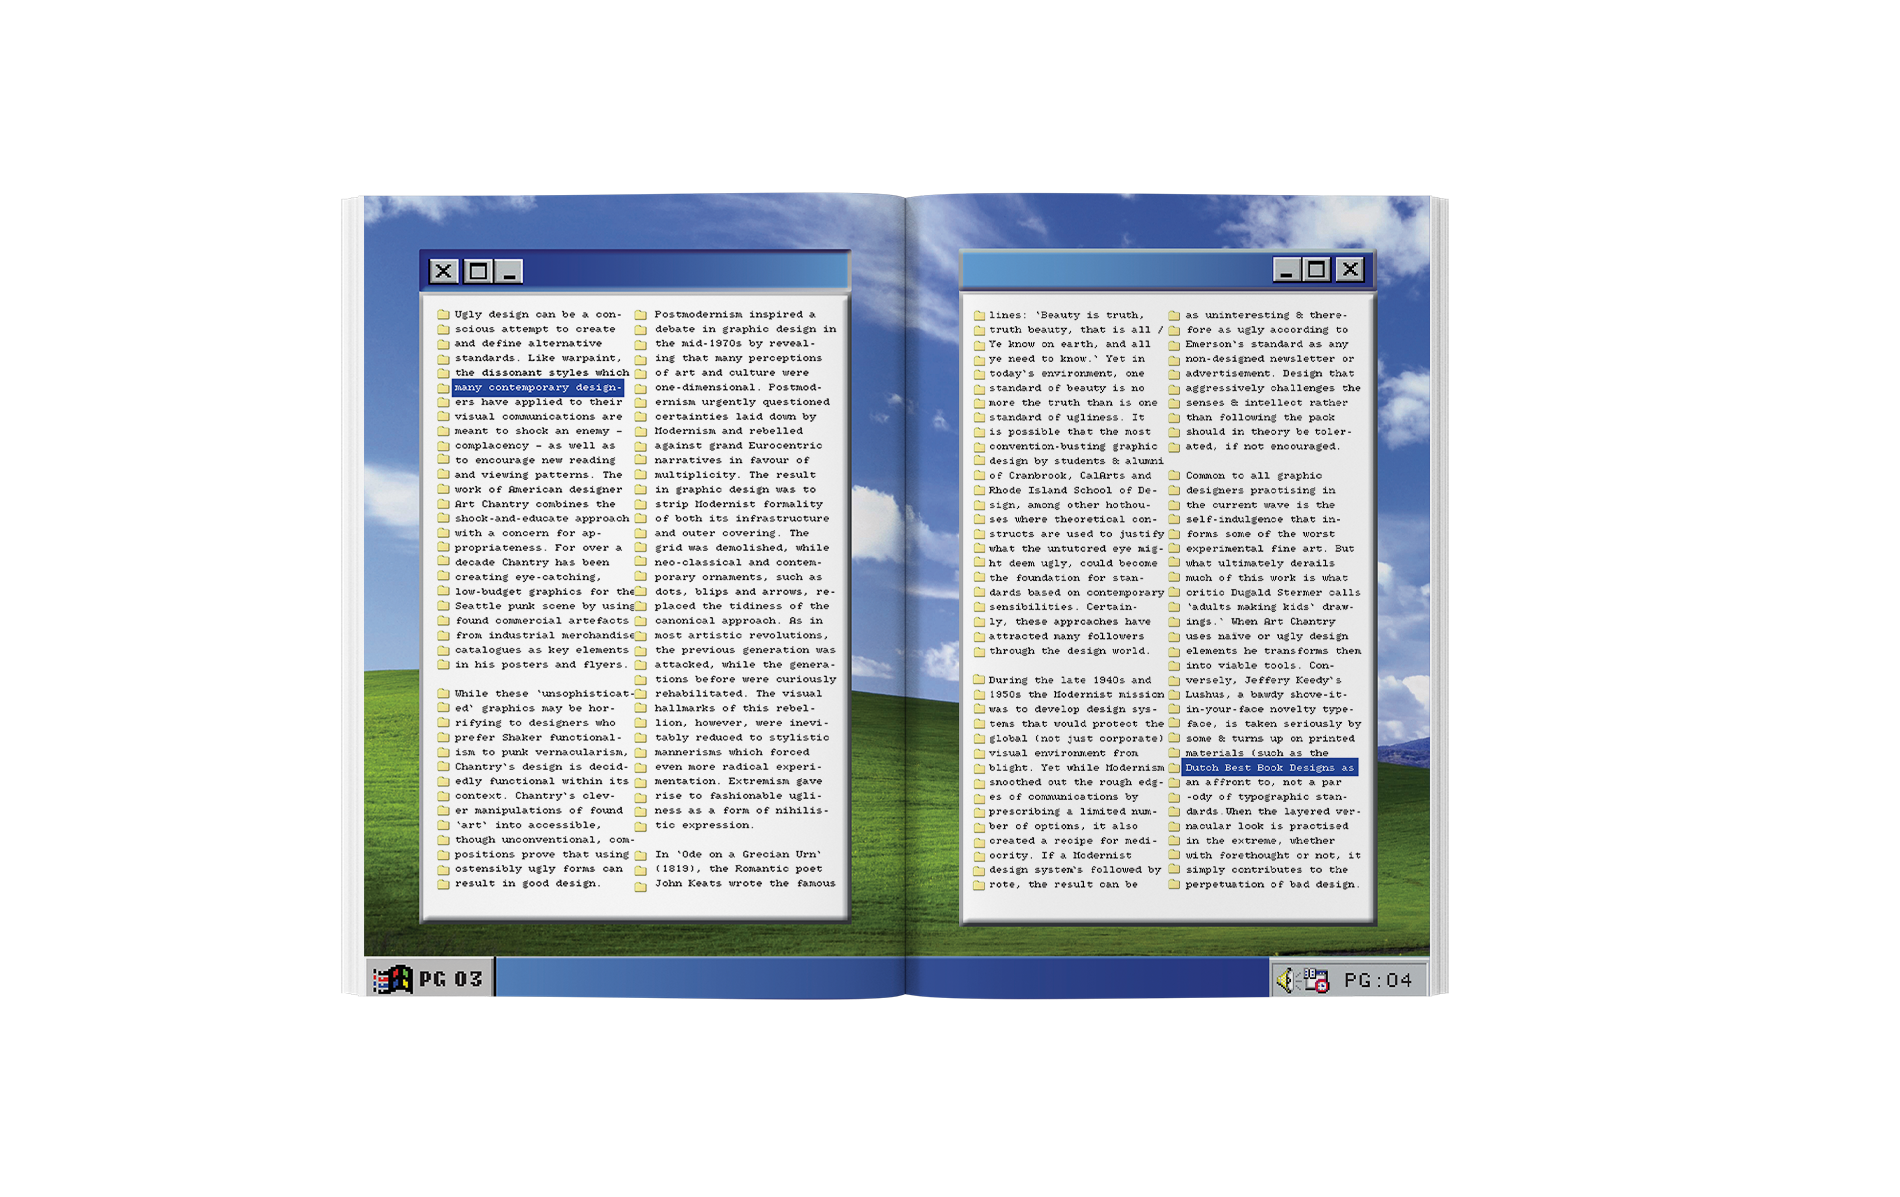 Ugly design can be a con-
scious attempt to create
and define alternative
standards. Like warpaint,
the dissonant styles which
many contemporary design-
ers have applied to their
visual communications are
meant to shock an enemy -
complacency - as well as
to encourage new reading
and viewing patterns. The
work of American designer
Art Chantry combines the
shock-and-educate approach
with a concern for ap-
propriateness. For over a
decade Chantry has been
creating eye-catching,
low-budget graphics for the
Seattle punk scene by using
found commercial artefacts
from industrial merchandise
catalogues as key elements
in his posters and flyers.
While these 'unsophisticat-
ed' graphics may be hor-
rifying to designers who
prefer Shaker functional-
ism to punk vernacularism,
Chantry's design is decid-
edly functional within its
context. Chantry's clev-
er manipulations of found
'art' into accessible,
though unconventional, com-
positions prove that using
ostensibly ugly forms can
result in good design.
Postmodernism inspired a
debate in graphic design in
the mid-1970s by reveal-
ing that many perceptions
of art and culture were
one-dimensional. Postmod-
ernism urgently questioned
certainties laid down by
Modernism and rebelled
against grand Eurocentric
narratives in favour of
multiplicity. The result
in graphic design was to
strip Modernist formality
of both its infrastructure
and outer covering. The
grid was demolished, while
neo-classical and contem-
porary ornaments, such as
dots, blips and arrows, re-
placed the tidiness of the
canonical approach. As in
most artistic revolutions,
the previous generation was
attacked, while the genera-
tions before were curiously
rehabilitated. The visual
hallmarks of this rebel-
lion, however, were inevi-
tably reduced to stylistic
mannerisms which forced
even more radical experi-
mentation. Extremism gave
rise to fashionable ugli-
ness as a form of nihilis-
tic expression.
In 'Ode on a Grecian Urn'
(1819), the Romantic poet
John Keats wrote the famous
PG 03
lines: 'Beauty is truth,
truth beauty, that is all /
Ye know on earth, and all
ye need to know.' Yet in
today's environment, one
standard of beauty is no
more the truth than is one
standard of ugliness. It
is possible that the most
convention-busting graphic
design by students & alumni
of Cranbrook, CalArts and
Rhode Island School of De-
sign, among other hothou-
ses where theoretical con-
structs are used to justify
what the untutored eye mig-
ht deem ugly, could become
the foundation for stan-
dards based on contemporary
sensibilities. Certain-
ly, these approaches have
attracted many followers
through the design world.
During the late 1940s and
1950s the Modernist mission
was to develop design sys-
tems that would protect the
global (not just corporate)
visual environment from
blight. Yet while Modernism
smoothed out the rough edg-
es of communications by
prescribing a limited num-
ber of options, it also
created a recipe for medi-
ocrity. If a Modernist
design system's followed by
rote, the result can be
as uninteresting & there-
fore as ugly according to
Emerson's standard as any
non-designed newsletter or
advertisement. Design that
aggressively challenges the
senses & intellect rather
than following the pack
should in theory be toler-
ated, if not encouraged.
Common to all graphic
designers practising in
the current wave is the
self-indulgence that in-
forms some of the worst
experimental fine art. But
what ultimately derails
much of this work is what
critic Dugald Stermer calls
'adults making kids' draw-
ings.' When Art Chantry
uses naive or ugly design
elements he transforms them
into viable tools. Con-
versely, Jeffery Keedy's
Lushus, a bawdy shove-it-
in-your-face novelty type-
face, is taken seriously by
some & turns up on printed
materials (such as the
Dutch Best Book Designs as
an affront to, not a par
-ody of typographic stan-
dards.When the layered ver-
nacular look is practised
in the extreme, whether
with forethought or not, it
simply contributes to the
perpetuation of bad design.
PG:04